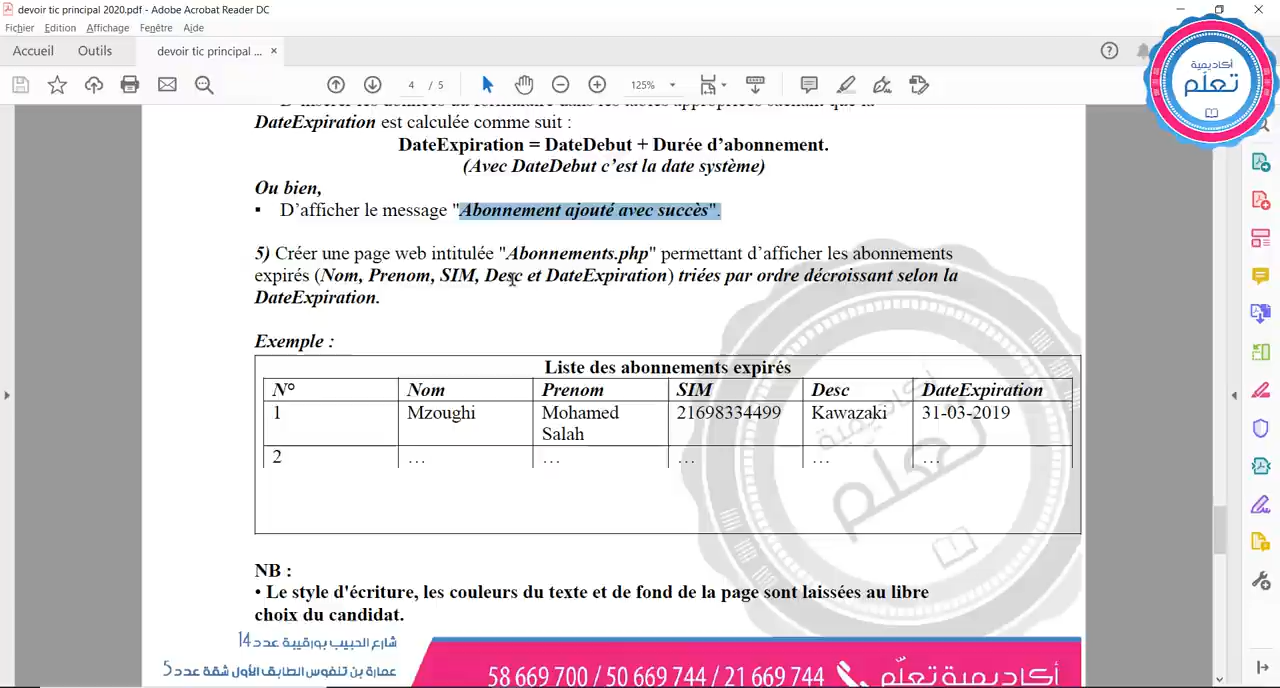 devoir tic principal 2020.pdf - Adobe Acrobat Reader DC
Fichier Edition Affichage Fenêtre Aide
Accueil Outils devoir tic principal ... ×
4 / 5 125%
أكاديمية
تعلّم
DateExpiration est calculée comme suit :
DateExpiration = DateDebut + Durée d'abonnement.
(Avec DateDebut c'est la date système)
Ou bien,
▪ D'afficher le message "Abonnement ajouté avec succès".
5) Créer une page web intitulée "Abonnements.php" permettant d'afficher les abonnements
expirés (Nom, Prenom, SIM, Desc et DateExpiration) triées par ordre décroissant selon la
DateExpiration.
Exemple :
Liste des abonnements expirés
N° Nom Prenom SIM Desc DateExpiration
1 Mzoughi Mohamed 21698334499 Kawazaki 31-03-2019
Salah
2 ... ... ... ... ...
أكاديمية
تعلّم
NB :
• Le style d'écriture, les couleurs du texte et de fond de la page sont laissées au libre
choix du candidat.
شارع الحبيب بورقيبة عدد 14
عمارة بن تنفوس الطابق الأول شقة عدد 5
58 669 700 / 50 669 744 / 21 669 744
أكاديمية تعلّم